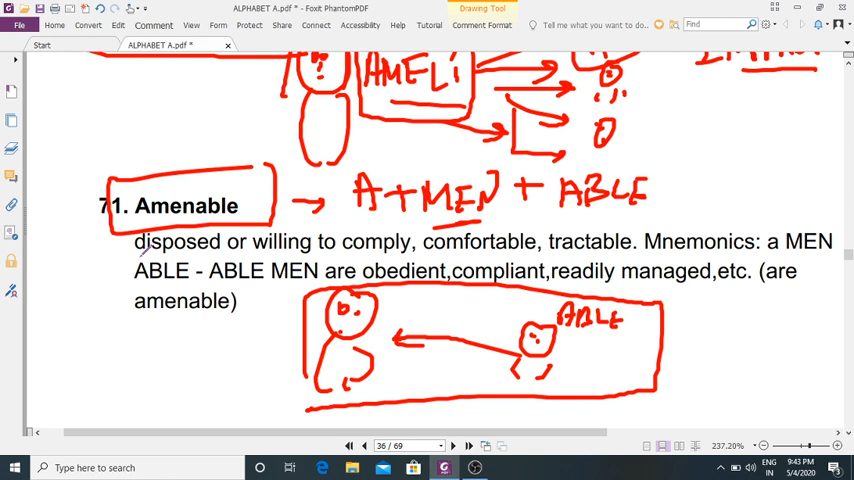 ALPHABET A.pdf * - Foxit PhantomPDF
Drawing Tool
File Home Convert Edit Comment View Form Protect Share Connect Accessibility Help Tutorial Comment Format Tell me what you want to do... Find
Start ALPHABET A.pdf *
AMELI
A + MEN + ABLE
71. Amenable
disposed or willing to comply, comfortable, tractable. Mnemonics: a MEN
ABLE - ABLE MEN are obedient,compliant,readily managed,etc. (are
amenable)
ABLE
36 / 69
237.20%
Type here to search
ENG
IN
9:43 PM
5/4/2020